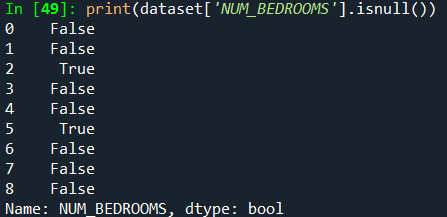 In [49]: print(dataset['NUM_BEDROOMS'].isnull())
0    False
1    False
2     True
3    False
4    False
5     True
6    False
7    False
8    False
Name: NUM_BEDROOMS, dtype: bool